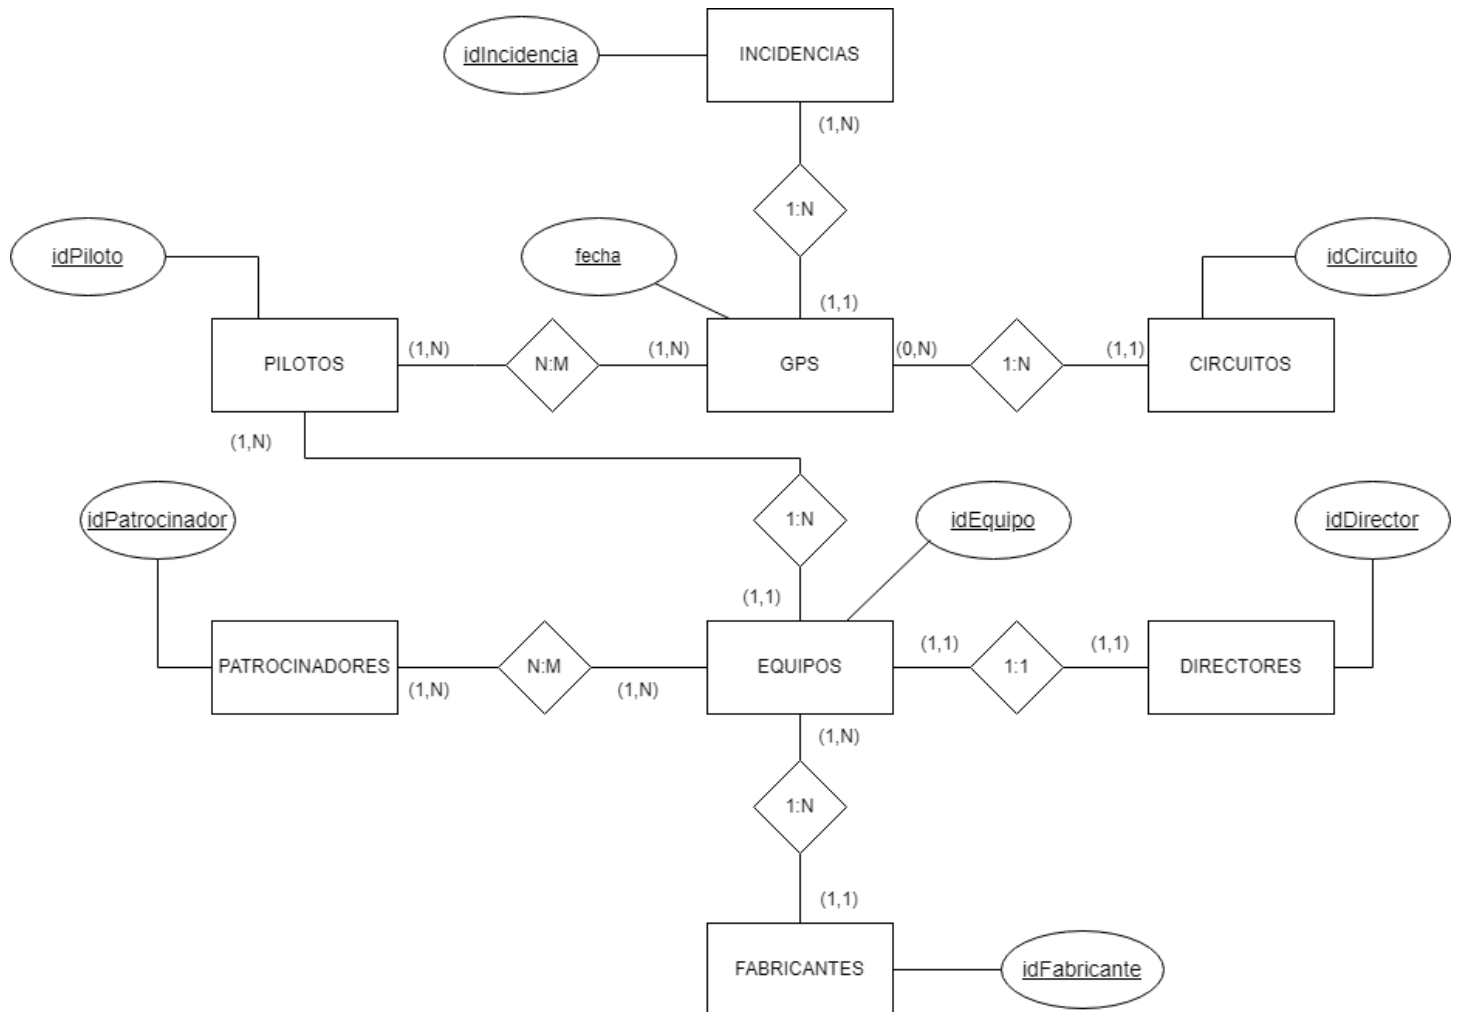 INCIDENCIAS
idIncidencia
(1,N)
1:N
idPiloto
fecha
idCircuito
(1,1)
PILOTOS
(1,N)
N:M
(1,N)
GPS
(0,N)
1:N
(1,1)
CIRCUITOS
(1,N)
idPatrocinador
1:N
idEquipo
idDirector
(1,1)
PATROCINADORES
(1,N)
N:M
(1,N)
EQUIPOS
(1,1)
1:1
(1,1)
DIRECTORES
(1,N)
1:N
(1,1)
FABRICANTES
idFabricante